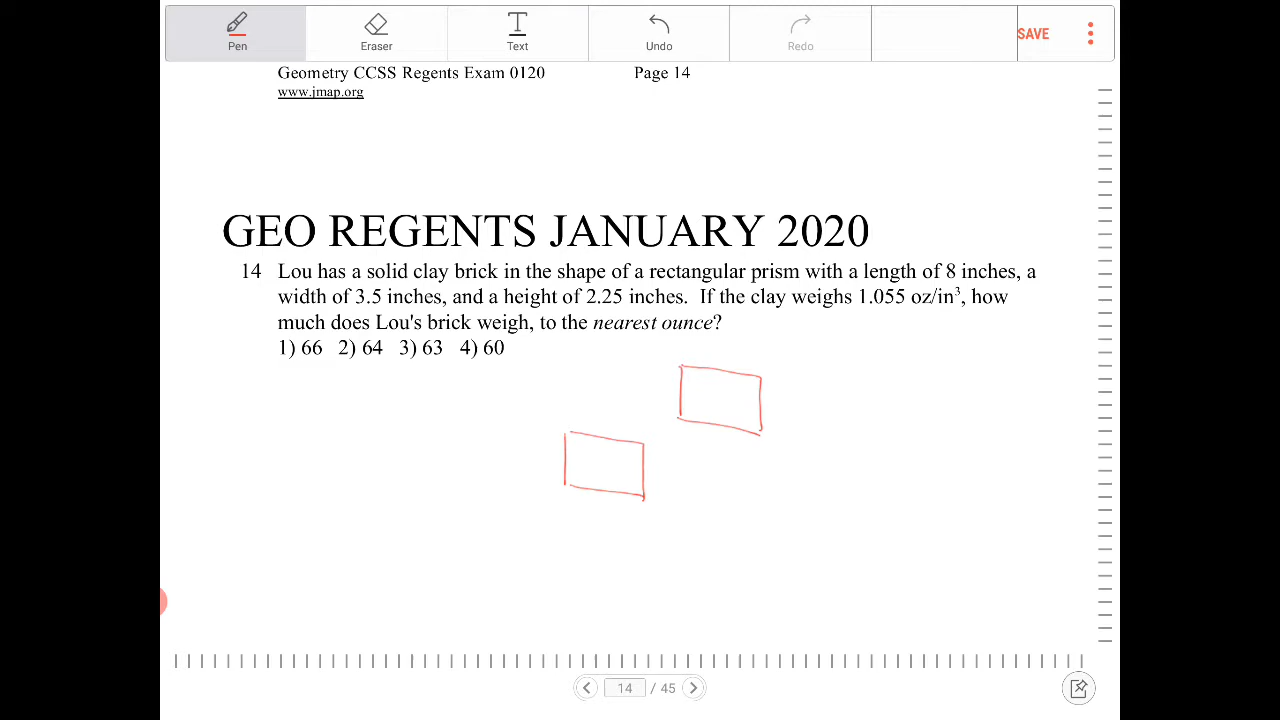 Pen Eraser Text Undo Redo SAVE
Geometry CCSS Regents Exam 0120 Page 14
www.jmap.org
GEO REGENTS JANUARY 2020
14 Lou has a solid clay brick in the shape of a rectangular prism with a length of 8 inches, a
width of 3.5 inches, and a height of 2.25 inches. If the clay weighs 1.055 oz/in³, how
much does Lou's brick weigh, to the nearest ounce?
1) 66 2) 64 3) 63 4) 60
14 / 45